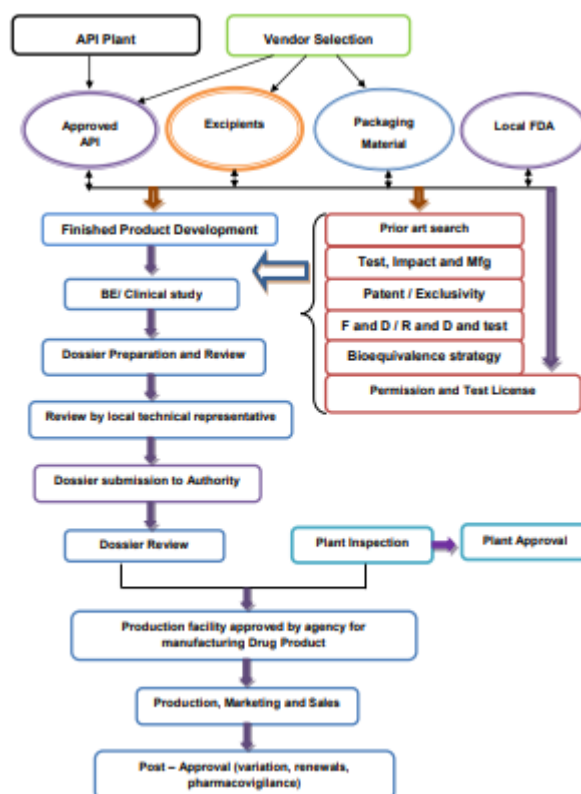 API Plant
Vendor Selection
Approved
API
Excipients
Packaging
Material
Local FDA
Finished Product Development
BE/ Clinical study
Dossier Preparation and Review
Review by local technical representative
Dossier submission to Authority
Dossier Review
Prior art search
Test, Impact and Mfg
Patent / Exclusivity
F and D / R and D and test
Bioequivalence strategy
Permission and Test License
Plant Inspection
Plant Approval
Production facility approved by agency for
manufacturing Drug Product
Production, Marketing and Sales
Post – Approval (variation, renewals,
pharmacovigilance)